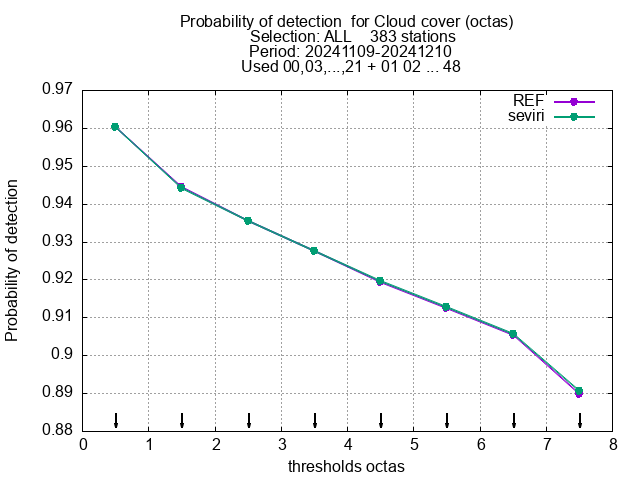 Probability of detection  for Cloud cover (octas)
Selection: ALL    383 stations
Period: 20241109-20241210
Used 00,03,...,21 + 01 02 ... 48
REF
seviri
Probability of detection
0.97
0.96
0.95
0.94
0.93
0.92
0.91
0.9
0.89
0.88
0 1 2 3 4 5 6 7 8
thresholds octas